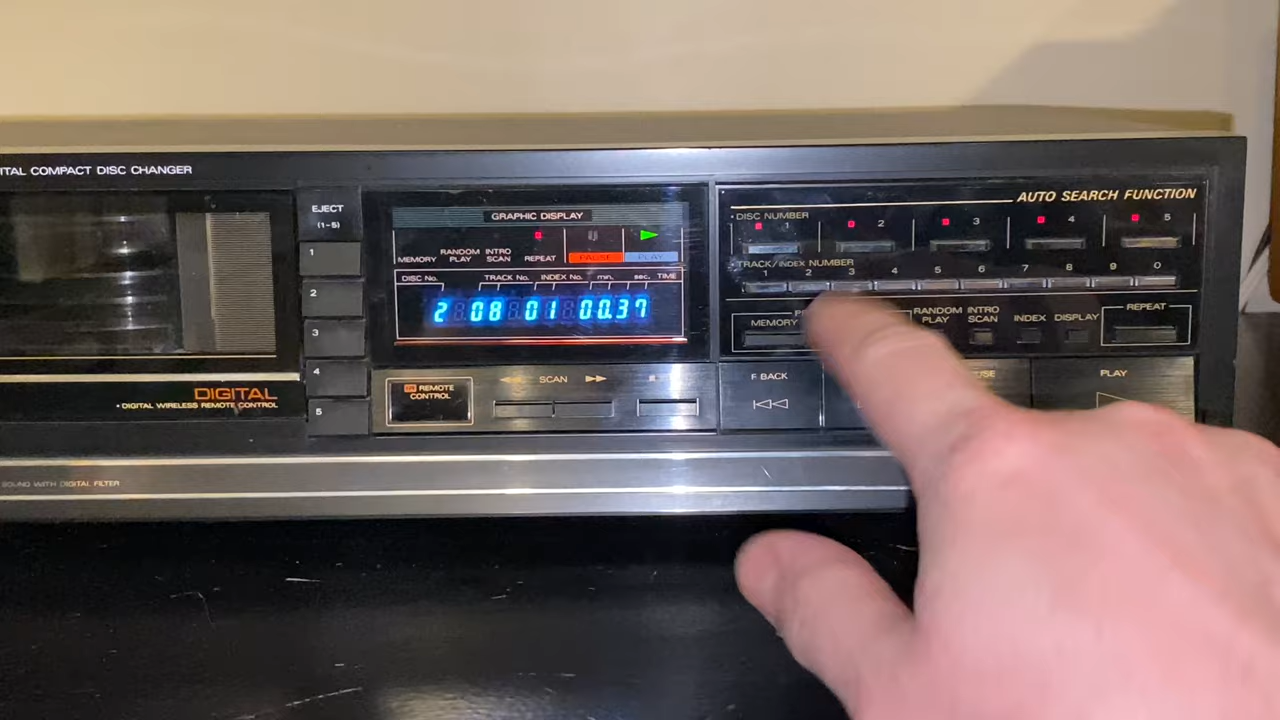 ITAL COMPACT DISC CHANGER
EJECT
(1-5)
1
2
3
4
5
DIGITAL
• DIGITAL WIRELESS REMOTE CONTROL
SOUND WITH DIGITAL FILTER
GRAPHIC DISPLAY
MEMORY RANDOM PLAY INTRO SCAN REPEAT PAUSE PLAY
DISC No. TRACK No. INDEX No. min. sec. TIME
2 08 01 00.37
REMOTE CONTROL
SCAN
AUTO SEARCH FUNCTION
• DISC NUMBER 1 2 3 4 5
TRACK/INDEX NUMBER
1 2 3 4 5 6 7 8 9 0
MEMORY RANDOM PLAY INTRO SCAN INDEX DISPLAY REPEAT
F BACK
PLAY